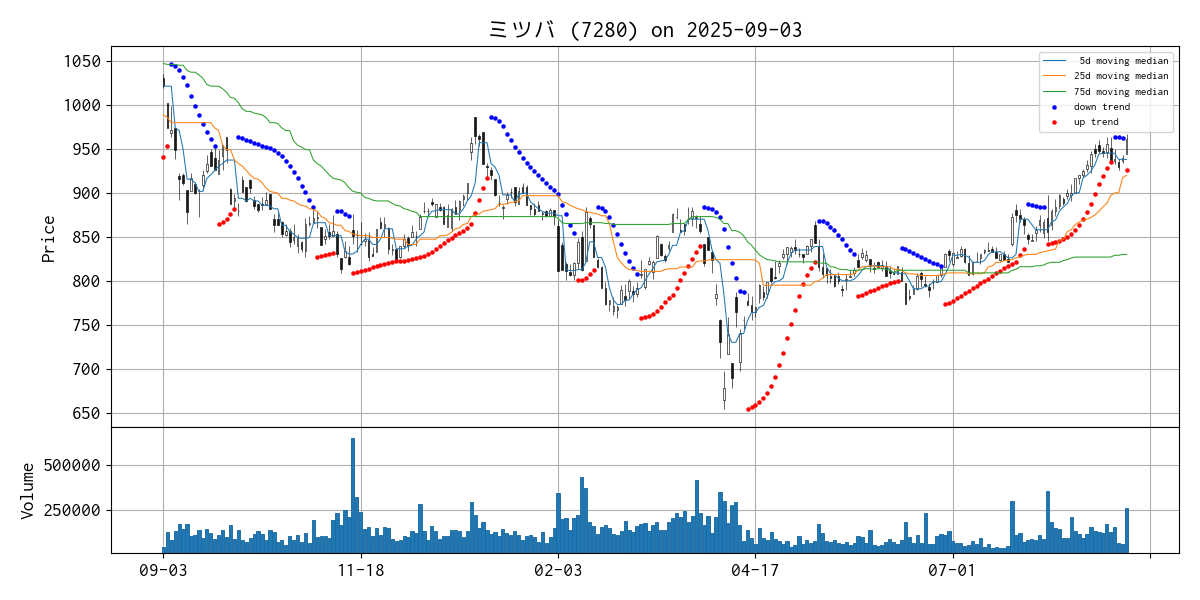 ミツバ (7280) on 2025-09-03
5d moving median
25d moving median
75d moving median
down trend
up trend
Price
1050
1000
950
900
850
800
750
700
650
Volume
500000
250000
09-03
11-18
02-03
04-17
07-01